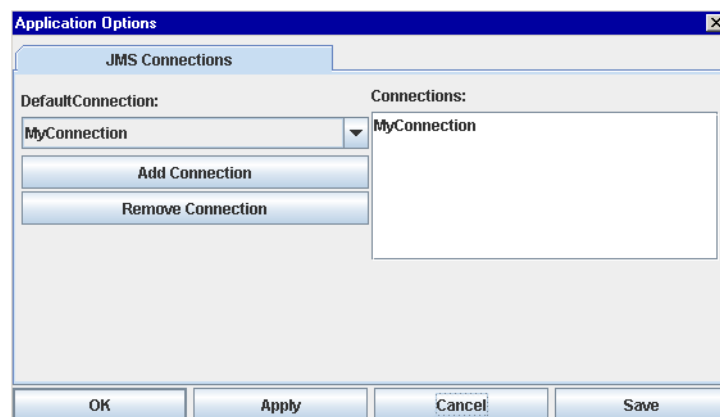 Application Options
JMS Connections
DefaultConnection:
MyConnection
Add Connection
Remove Connection
Connections:
MyConnection
OK
Apply
Cancel
Save